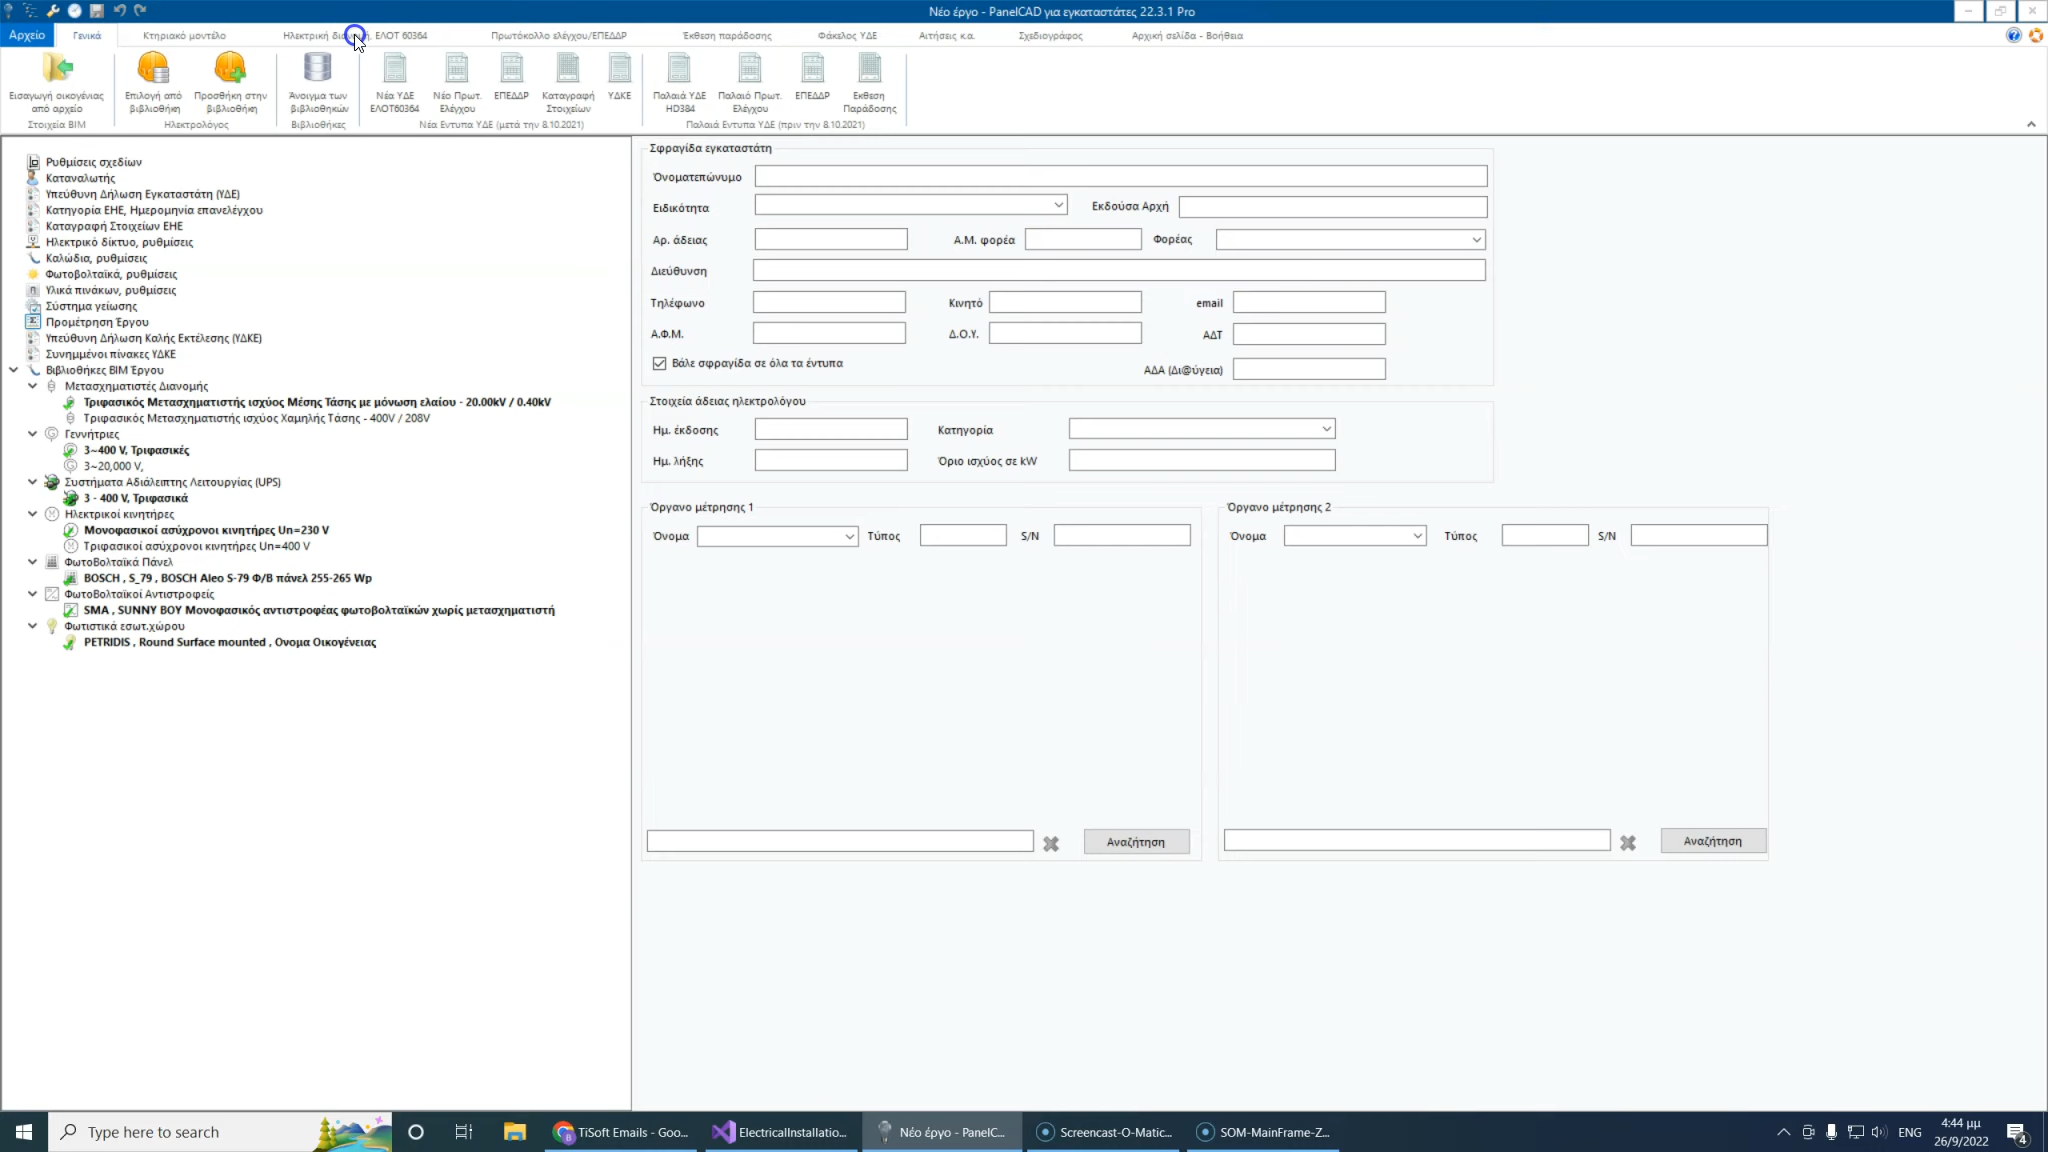 Νέο έργο - PanelCAD για εγκαταστάτες 22.3.1 Pro
Αρχείο Γενικά Κτηριακό μοντέλο Ηλεκτρική ΕΛΟΤ 60364 Πρωτόκολλο ελέγχου/ΕΠΕΔΔΡ Έκθεση παράδοσης Φάκελος ΥΔΕ Αιτήσεις κ.α. Σχεδιογράφος Αρχική σελίδα - Βοήθεια
Εισαγωγή οικογένιας από αρχείο
Στοιχεία BIM
Επιλογή από βιβλιοθήκη
Προσθήκη στην βιβλιοθήκη
Ηλεκτρολόγος
Άνοιγμα των βιβλιοθηκών
Βιβλιοθήκες
Νέα ΥΔΕ ΕΛΟΤ60364
Νέο Πρωτ. Ελέγχου
ΕΠΕΔΔΡ
Καταγραφή Στοιχείων
ΥΔΚΕ
Νέα Εντυπα ΥΔΕ (μετά την 8.10.2021)
Παλαιά ΥΔΕ HD384
Παλαιό Πρωτ. Ελέγχου
ΕΠΕΔΔΡ
Εκθεση Παράδοσης
Παλαιά Εντυπα ΥΔΕ (πριν την 8.10.2021)
Ρυθμίσεις σχεδίων
Καταναλωτής
Υπεύθυνη Δήλωση Εγκαταστάτη (ΥΔΕ)
Κατηγορία ΕΗΕ, Ημερομηνία επανελέγχου
Καταγραφή Στοιχείων ΕΗΕ
Ηλεκτρικό δίκτυο, ρυθμίσεις
Καλώδια, ρυθμίσεις
Φωτοβολταϊκά, ρυθμίσεις
Υλικά πινάκων, ρυθμίσεις
Σύστημα γείωσης
Προμέτρηση Έργου
Υπεύθυνη Δήλωση Καλής Εκτέλεσης (ΥΔΚΕ)
Συνημμένοι πίνακες ΥΔΚΕ
Βιβλιοθήκες BIM Έργου
Μετασχηματιστές Διανομής
Τριφασικός Μετασχηματιστής ισχύος Μέσης Τάσης με μόνωση ελαίου - 20.00kV / 0.40kV
Τριφασικός Μετασχηματιστής ισχύος Χαμηλής Τάσης - 400V / 208V
Γεννήτριες
3~400 V, Τριφασικές
3~20,000 V,
Συστήματα Αδιάλειπτης Λειτουργίας (UPS)
3 - 400 V, Τριφασικά
Ηλεκτρικοί κινητήρες
Μονοφασικοί ασύχρονοι κινητήρες Un=230 V
Τριφασικοί ασύχρονοι κινητήρες Un=400 V
ΦωτοΒολταϊκά Πάνελ
BOSCH , S_79 , BOSCH Aleo S-79 Φ/Β πάνελ 255-265 Wp
ΦωτοΒολταϊκοί Αντιστροφείς
SMA , SUNNY BOY Μονοφασικός αντιστροφέας φωτοβολταϊκών χωρίς μετασχηματιστή
Φωτιστικά εσωτ.χώρου
PETRIDIS , Round Surface mounted , Ονομα Οικογένειας
Σφραγίδα εγκαταστάτη
Όνοματεπώνυμο
Ειδικότητα Εκδούσα Αρχή
Αρ. άδειας Α.Μ. φορέα Φορέας
Διεύθυνση
Τηλέφωνο Κινητό email
Α.Φ.Μ. Δ.Ο.Υ. ΑΔΤ
Βάλε σφραγίδα σε όλα τα έντυπα ΑΔΑ (Δι@ύγεια)
Στοιχεία άδειας ηλεκτρολόγου
Ημ. έκδοσης Κατηγορία
Ημ. λήξης Όριο ισχύος σε kW
Όργανο μέτρησης 1 Όργανο μέτρησης 2
Όνομα Τύπος S/N Όνομα Τύπος S/N
Αναζήτηση Αναζήτηση
Type here to search TiSoft Emails - Goo... ElectricalInstallatio... Νέο έργο - PanelC... Screencast-O-Matic... SOM-MainFrame-Z... ENG 4:44 μμ
26/9/2022 4